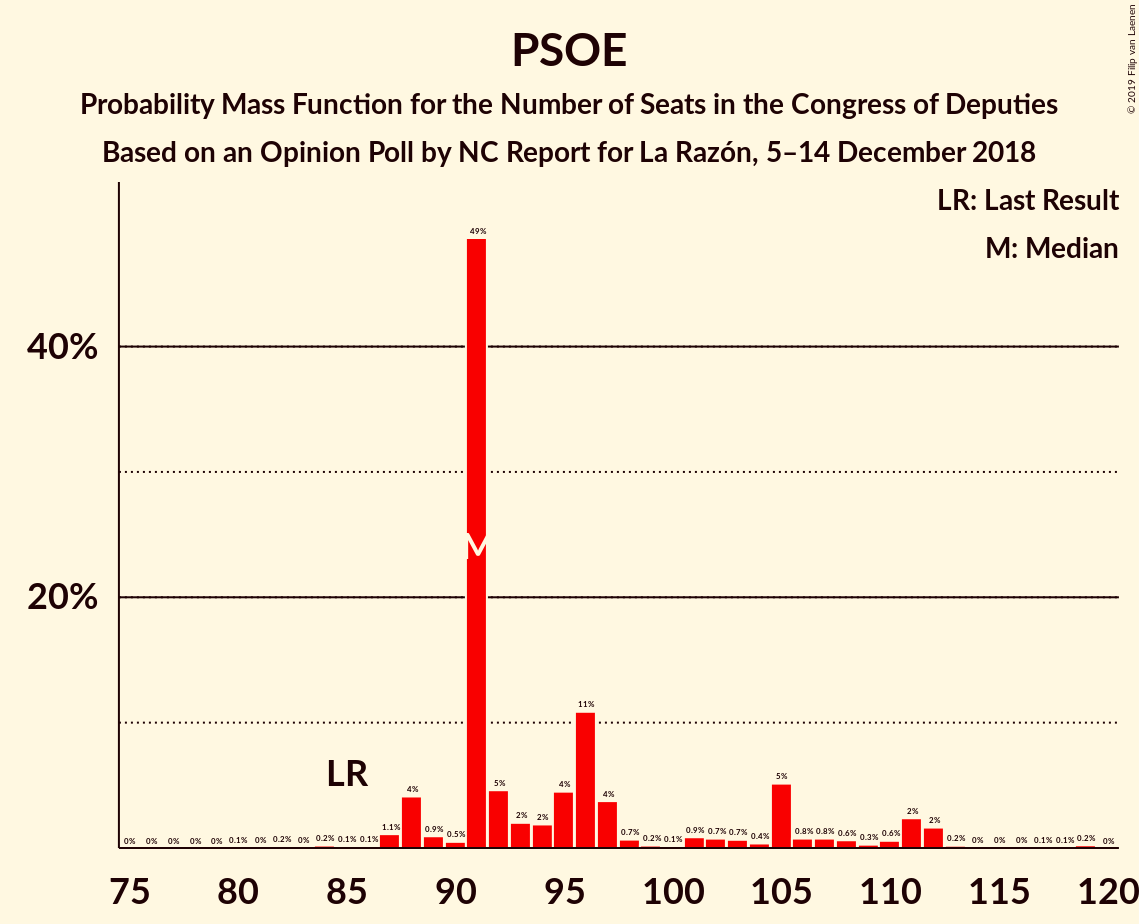 PSOE
Probability Mass Function for the Number of Seats in the Congress of Deputies
Based on an Opinion Poll by NC Report for La Razón, 5–14 December 2018
© 2019 Filip van Laenen
LR: Last Result
M: Median
40%
20%
LR
M
0% 0% 0% 0% 0% 0.1% 0% 0.2% 0% 0.2% 0.1% 0.1% 1.1% 4% 0.9% 0.5% 49% 5% 2% 2% 4% 11% 4% 0.7% 0.2% 0.1% 0.9% 0.7% 0.7% 0.4% 5% 0.8% 0.8% 0.6% 0.3% 0.6% 2% 2% 0.2% 0% 0% 0% 0.1% 0.1% 0.2% 0%
75 80 85 90 95 100 105 110 115 120